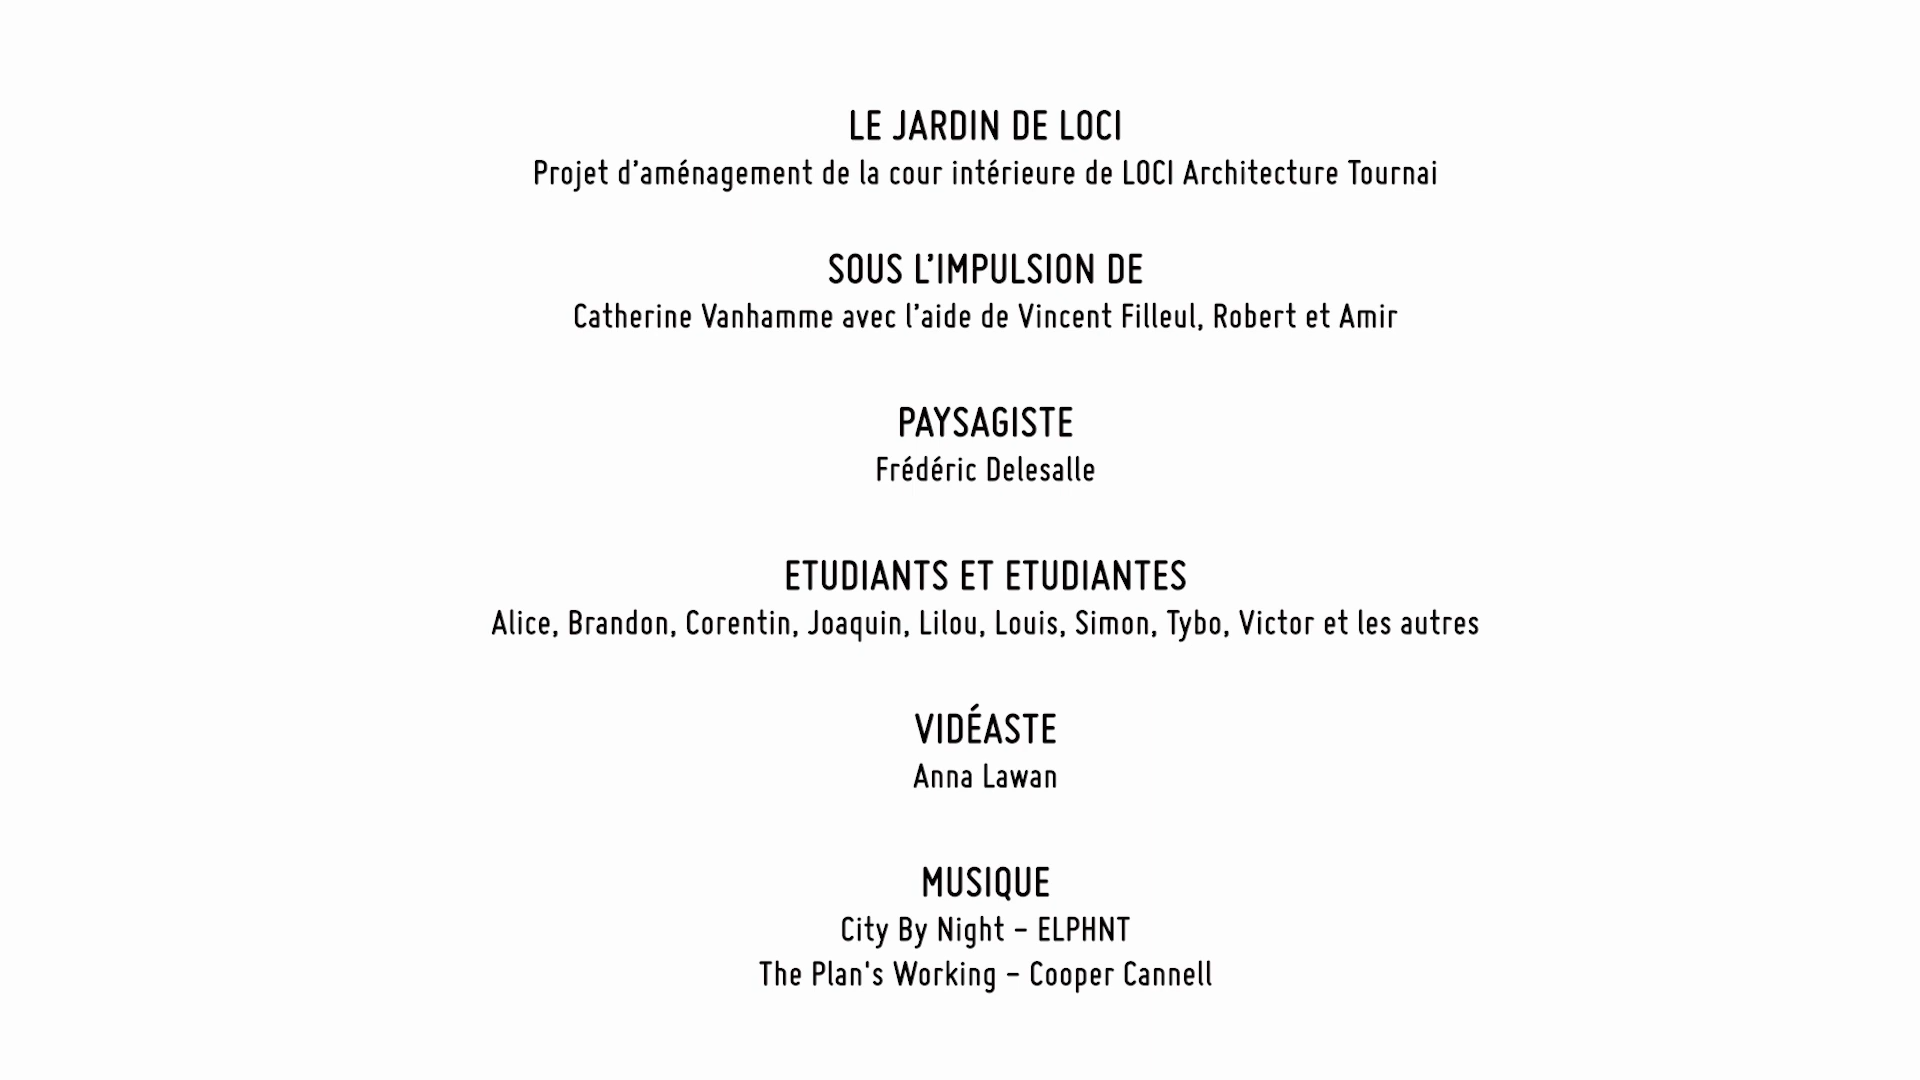 LE JARDIN DE LOCI
Projet d’aménagement de la cour intérieure de LOCI Architecture Tournai
SOUS L’IMPULSION DE
Catherine Vanhamme avec l’aide de Vincent Filleul, Robert et Amir
PAYSAGISTE
Frédéric Delesalle
ETUDIANTS ET ETUDIANTES
Alice, Brandon, Corentin, Joaquin, Lilou, Louis, Simon, Tybo, Victor et les autres
VIDÉASTE
Anna Lawan
MUSIQUE
City By Night – ELPHNT
The Plan's Working – Cooper Cannell